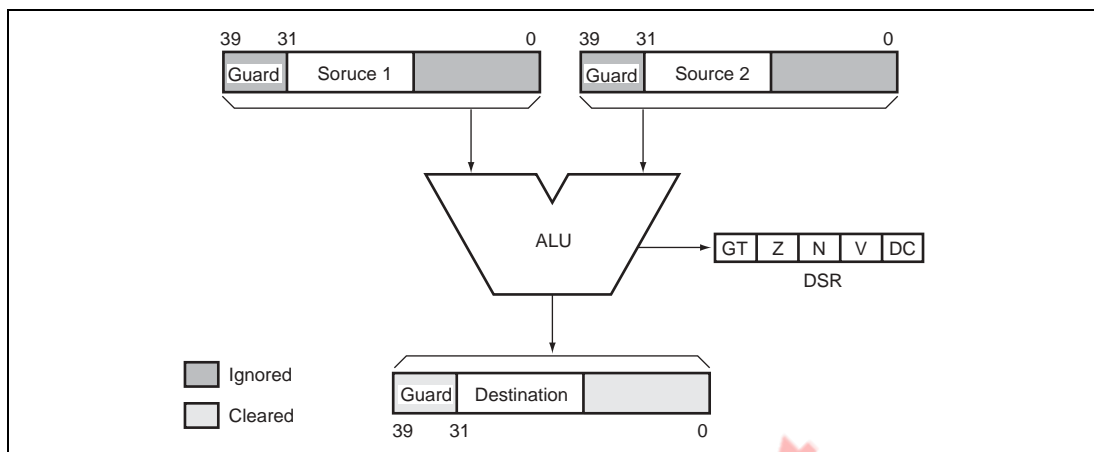 39 31 0 39 31 0
Guard Soruce 1 Guard Source 2
ALU
GT Z N V DC
DSR
Ignored
Cleared
Guard Destination
39 31 0